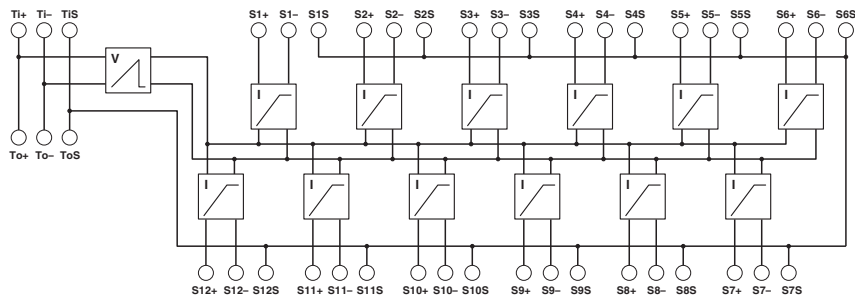 Ti+ Ti– TiS S1+ S1– S1S S2+ S2– S2S S3+ S3– S3S S4+ S4– S4S S5+ S5– S5S S6+ S6– S6S
V
I I I I I I
To+ To– ToS
I I I I I I
S12+ S12– S12S S11+ S11– S11S S10+ S10– S10S S9+ S9– S9S S8+ S8– S8S S7+ S7– S7S